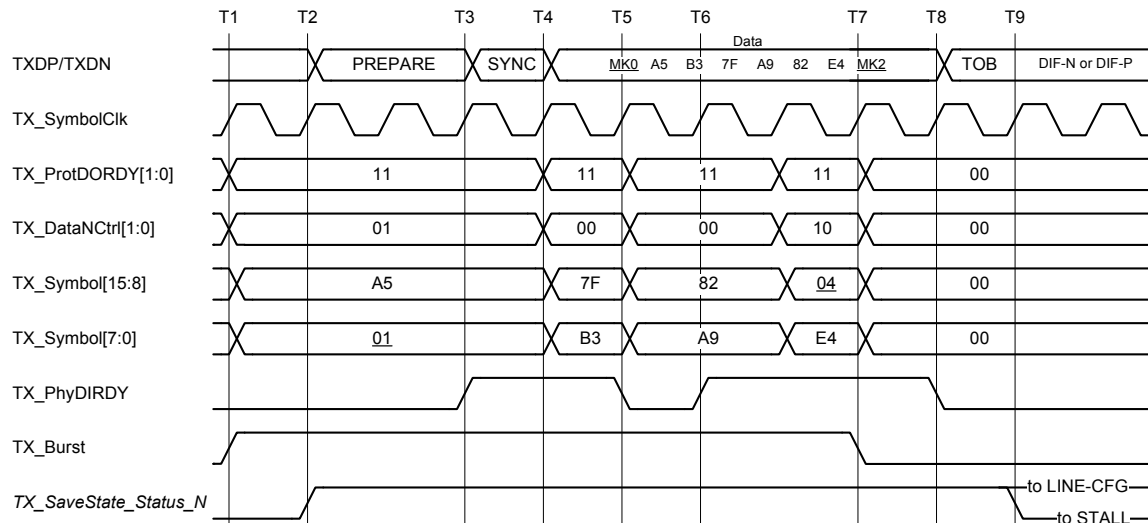 T1 T2 T3 T4 T5 T6 T7 T8 T9
Data
TXDP/TXDN PREPARE SYNC MK0 A5 B3 7F A9 82 E4 MK2 TOB DIF-N or DIF-P
TX_SymbolClk
TX_ProtDORDY[1:0] 11 11 11 11 00
TX_DataNCtrl[1:0] 01 00 00 10 00
TX_Symbol[15:8] A5 7F 82 04 00
TX_Symbol[7:0] 01 B3 A9 E4 00
TX_PhyDIRDY
TX_Burst
TX_SaveState_Status_N to LINE-CFG
to STALL